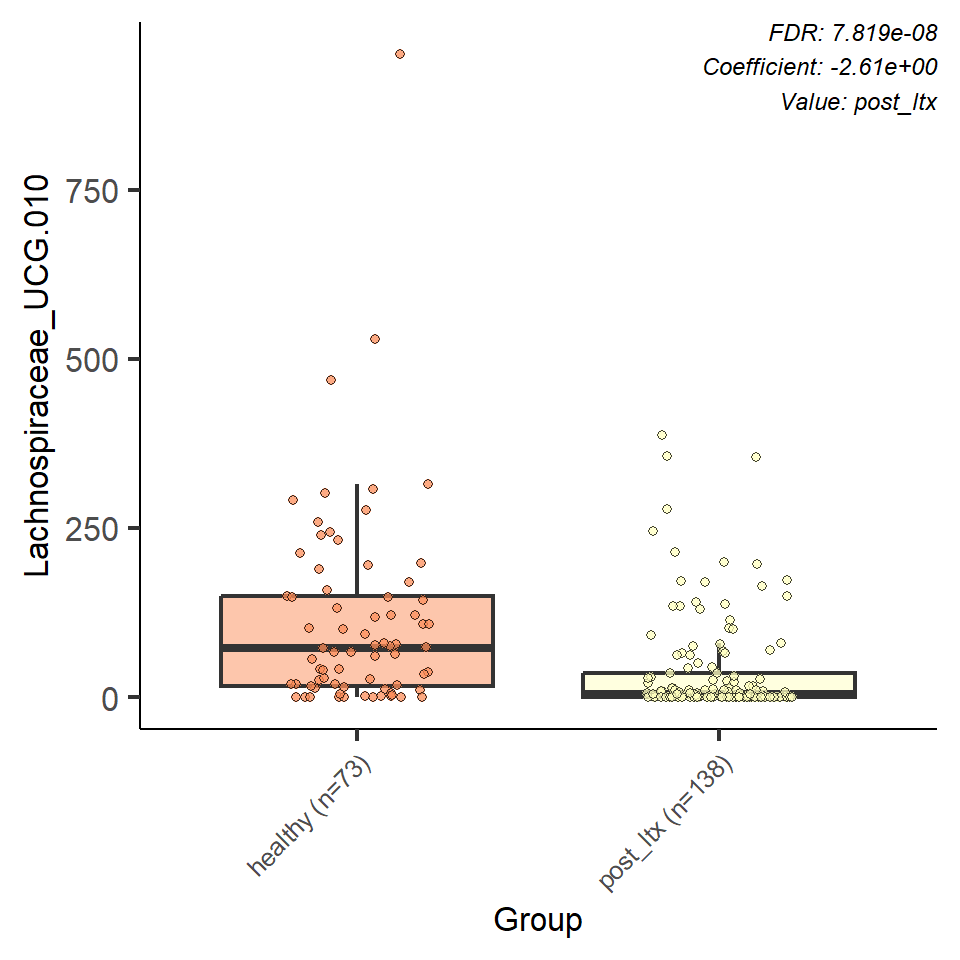 FDR: 7.819e-08
Coefficient: -2.61e+00
Value: post_ltx
Lachnospiraceae_UCG.010
750
500
250
0
healthy (n=73)
post_ltx (n=138)
Group